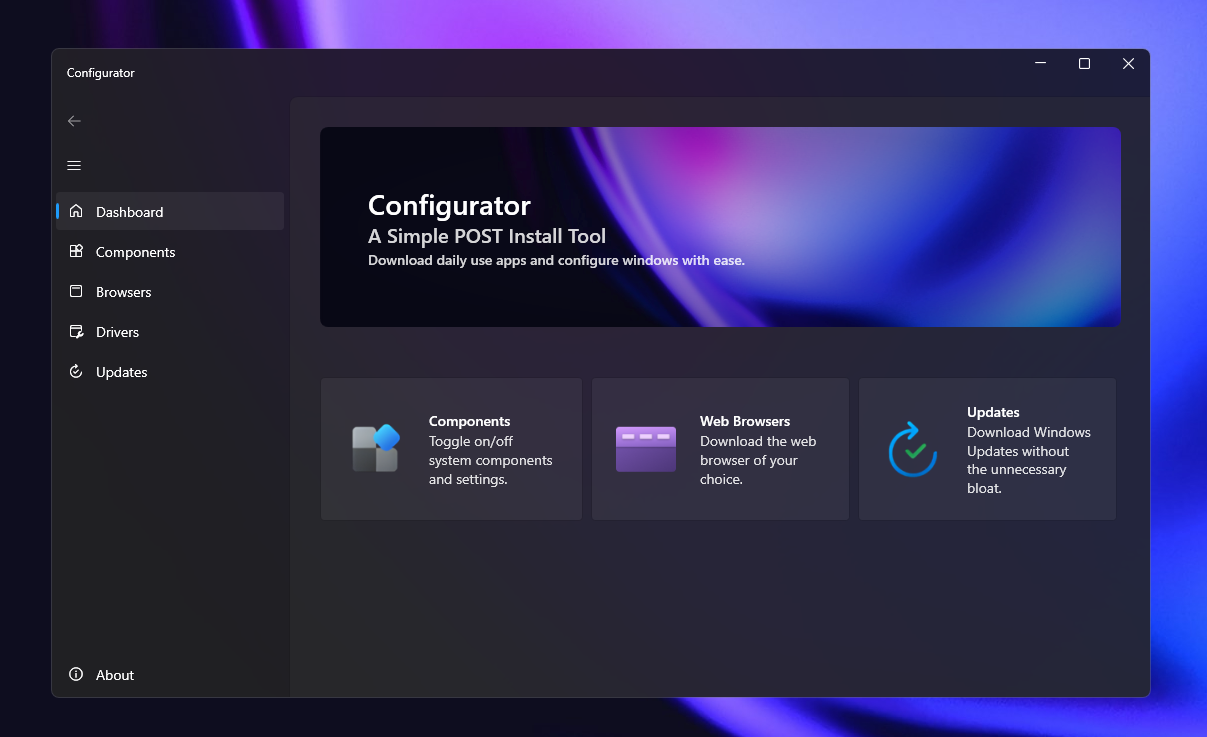 Configurator
Dashboard
Components
Browsers
Drivers
Updates
About
Configurator
A Simple POST Install Tool
Download daily use apps and configure windows with ease.
Components
Toggle on/off
system components
and settings.
Web Browsers
Download the web
browser of your
choice.
Updates
Download Windows
Updates without
the unnecessary
bloat.